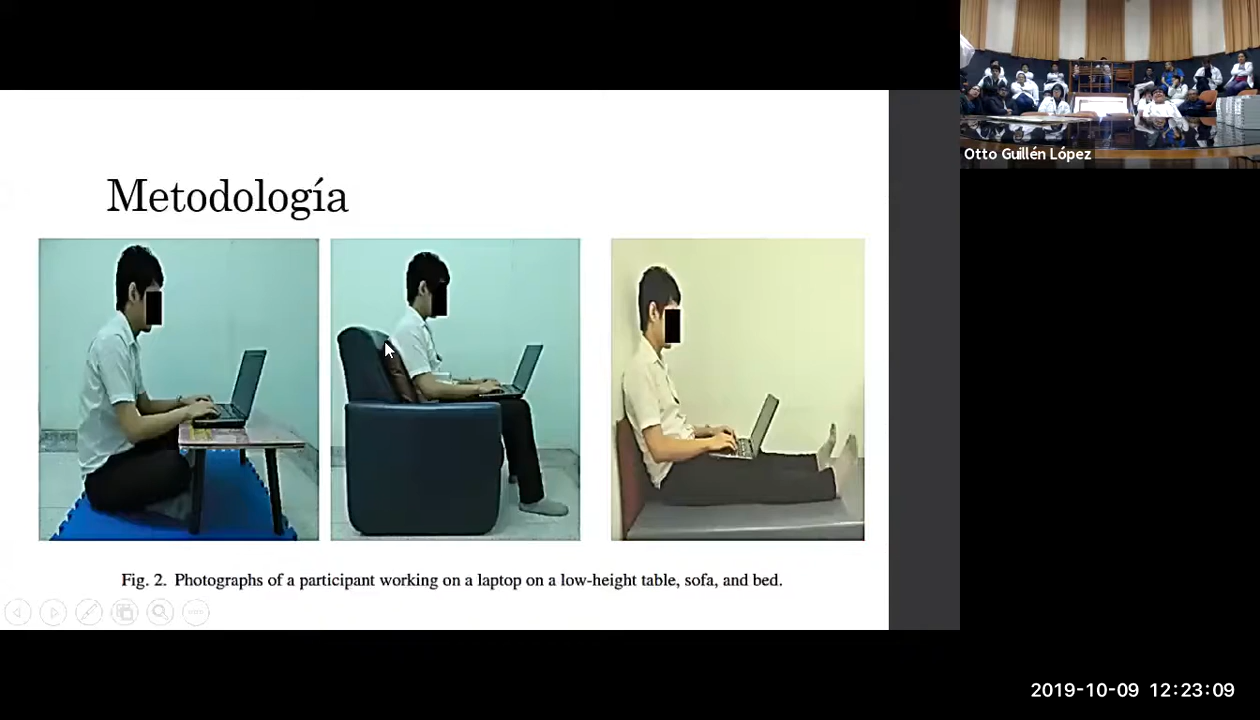 Otto Guillén López
Metodología
Fig. 2. Photographs of a participant working on a laptop on a low-height table, sofa, and bed.
2019-10-09 12:23:09